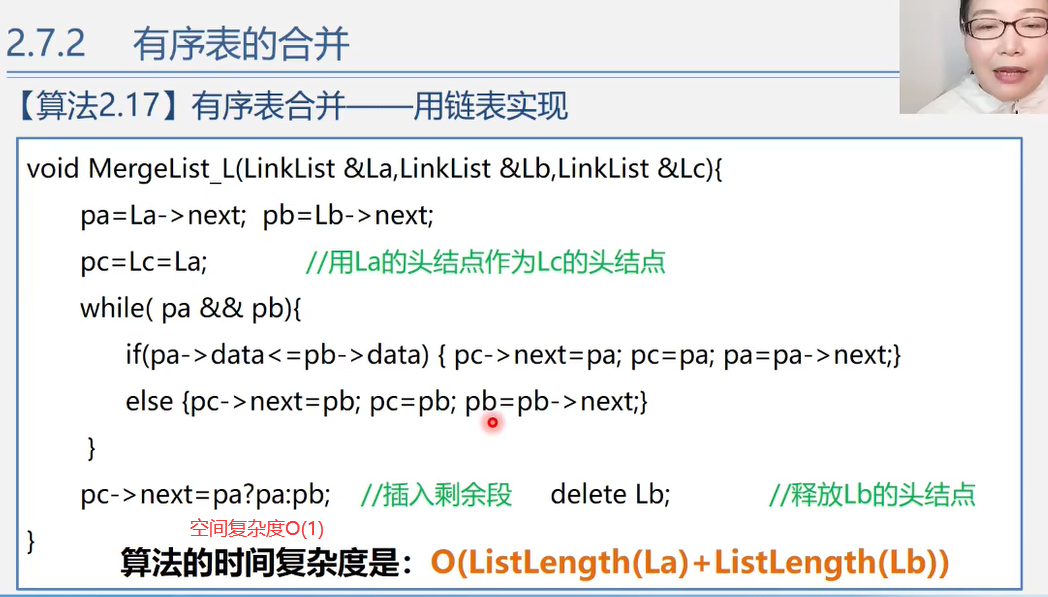 2.7.2 有序表的合并
【算法2.17】有序表合并——用链表实现
void MergeList_L(LinkList &La,LinkList &Lb,LinkList &Lc){
pa=La->next; pb=Lb->next;
pc=Lc=La; //用La的头结点作为Lc的头结点
while( pa && pb){
if(pa->data<=pb->data) { pc->next=pa; pc=pa; pa=pa->next;}
else {pc->next=pb; pc=pb; pb=pb->next;}
}
pc->next=pa?pa:pb; //插入剩余段 delete Lb; //释放Lb的头结点
空间复杂度O(1)
}
算法的时间复杂度是：O(ListLength(La)+ListLength(Lb))